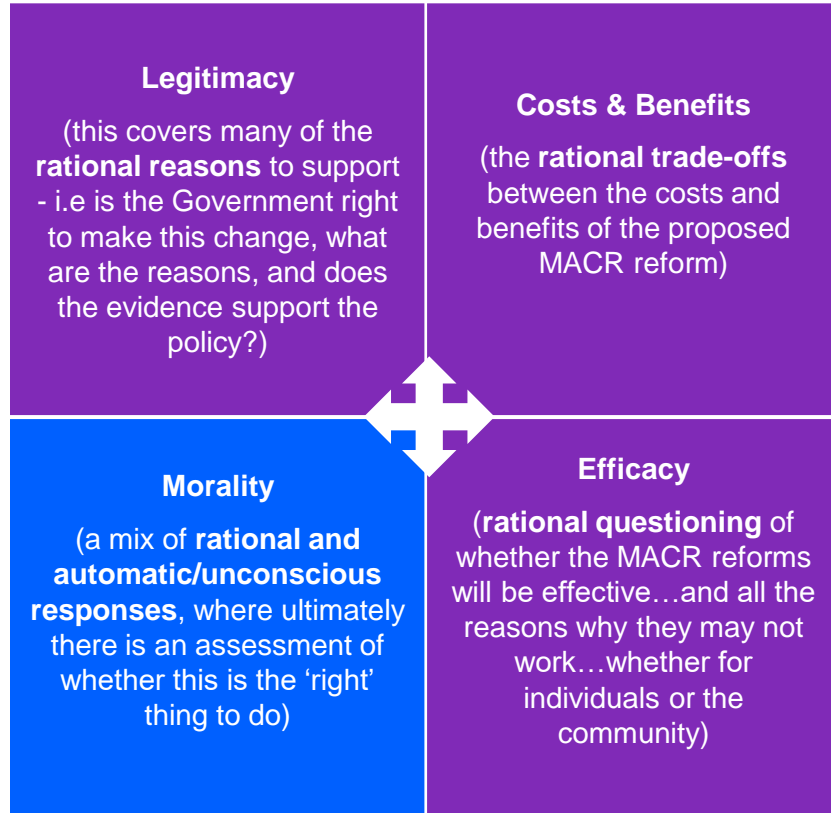 Legitimacy
(this covers many of the
rational reasons to support
- i.e is the Government right
to make this change, what
are the reasons, and does
the evidence support the
policy?)
Costs & Benefits
(the rational trade-offs
between the costs and
benefits of the proposed
MACR reform)
Morality
(a mix of rational and
automatic/unconscious
responses, where ultimately
there is an assessment of
whether this is the ‘right’
thing to do)
Efficacy
(rational questioning of
whether the MACR reforms
will be effective…and all the
reasons why they may not
work…whether for
individuals or the
community)